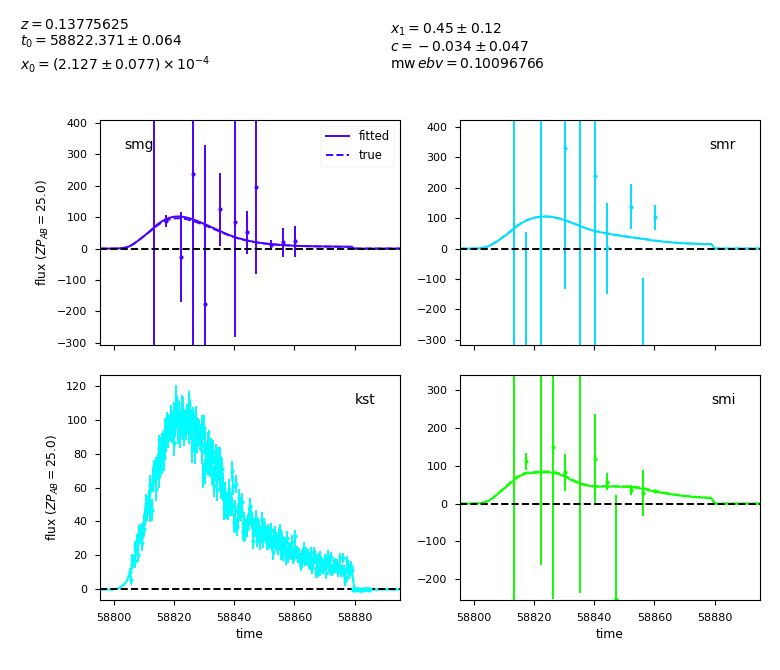 z = 0.13775625
t₀ = 58822.371 ± 0.064
x₀ = (2.127 ± 0.077) × 10⁻⁴
x₁ = 0.45 ± 0.12
c = −0.034 ± 0.047
mw ebv = 0.10096766
smg
fitted
true
400
300
200
100
0
−100
−200
−300
flux (ZP_AB = 25.0)
smr
400
300
200
100
0
−100
−200
−300
kst
120
100
80
60
40
20
0
flux (ZP_AB = 25.0)
58800 58820 58840 58860 58880
time
smi
300
200
100
0
−100
−200
58800 58820 58840 58860 58880
time